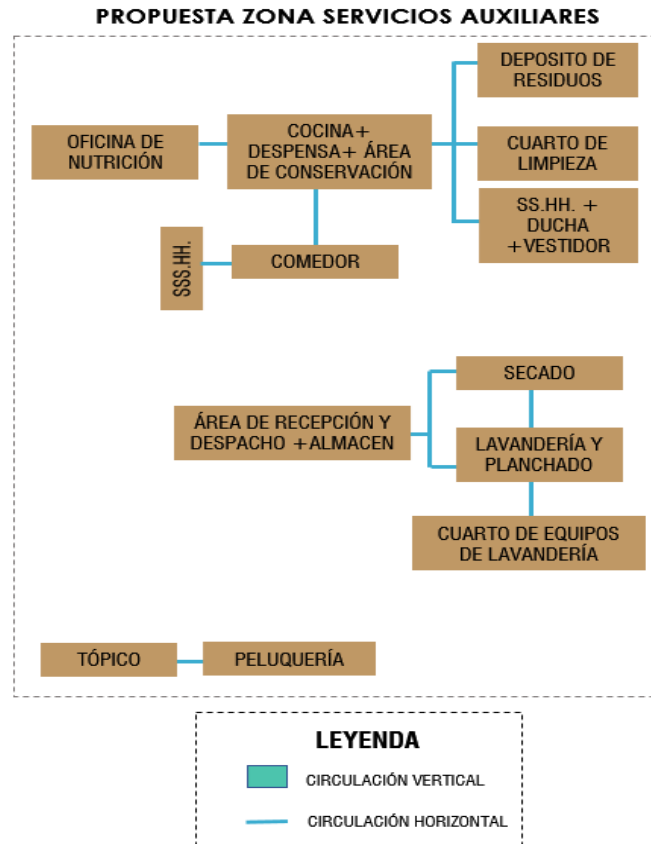 PROPUESTA ZONA SERVICIOS AUXILIARES
DEPOSITO DE
RESIDUOS
OFICINA DE
NUTRICIÓN
COCINA+
DESPENSA+ ÁREA
DE CONSERVACIÓN
CUARTO DE
LIMPIEZA
SS.HH. +
DUCHA
+VESTIDOR
SSS.HH.
COMEDOR
SECADO
ÁREA DE RECEPCIÓN Y
DESPACHO +ALMACEN
LAVANDERÍA Y
PLANCHADO
CUARTO DE EQUIPOS
DE LAVANDERÍA
TÓPICO
PELUQUERÍA
LEYENDA
CIRCULACIÓN VERTICAL
CIRCULACIÓN HORIZONTAL